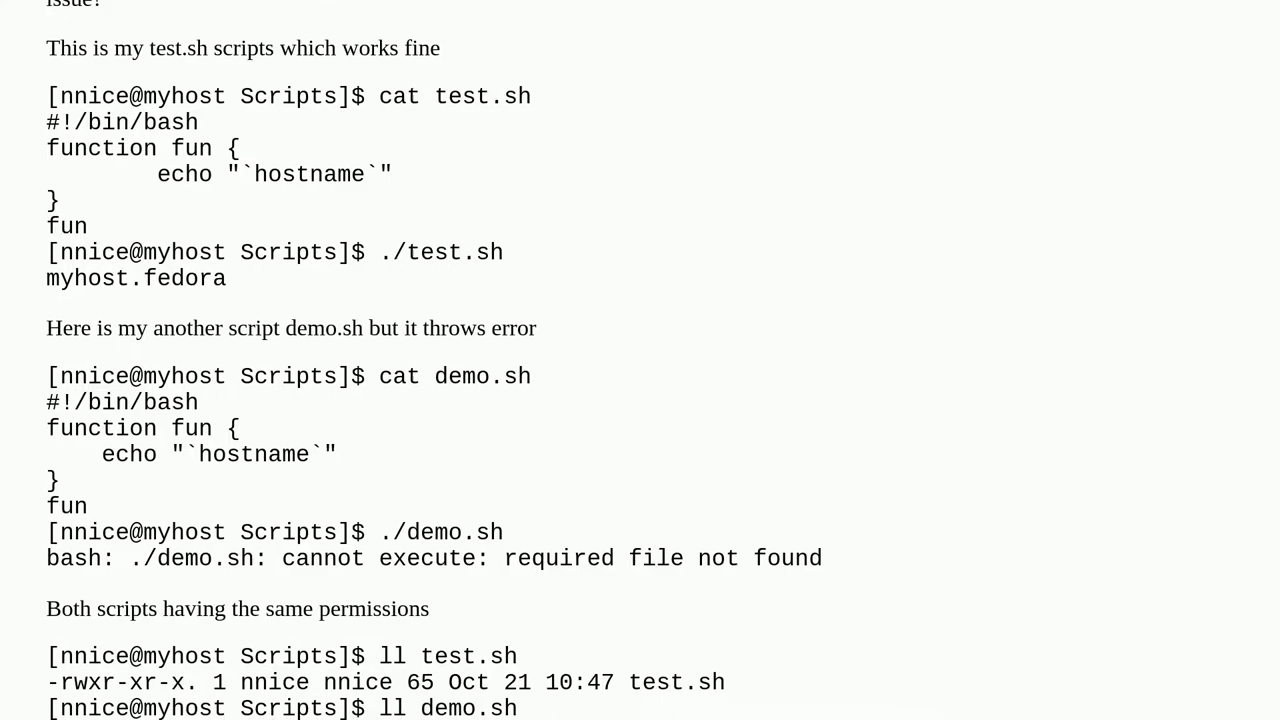 issue?
This is my test.sh scripts which works fine
[nnice@myhost Scripts]$ cat test.sh
#!/bin/bash
function fun {
        echo "`hostname`"
}
fun
[nnice@myhost Scripts]$ ./test.sh
myhost.fedora
Here is my another script demo.sh but it throws error
[nnice@myhost Scripts]$ cat demo.sh
#!/bin/bash
function fun {
    echo "`hostname`"
}
fun
[nnice@myhost Scripts]$ ./demo.sh
bash: ./demo.sh: cannot execute: required file not found
Both scripts having the same permissions
[nnice@myhost Scripts]$ ll test.sh
-rwxr-xr-x. 1 nnice nnice 65 Oct 21 10:47 test.sh
[nnice@myhost Scripts]$ ll demo.sh